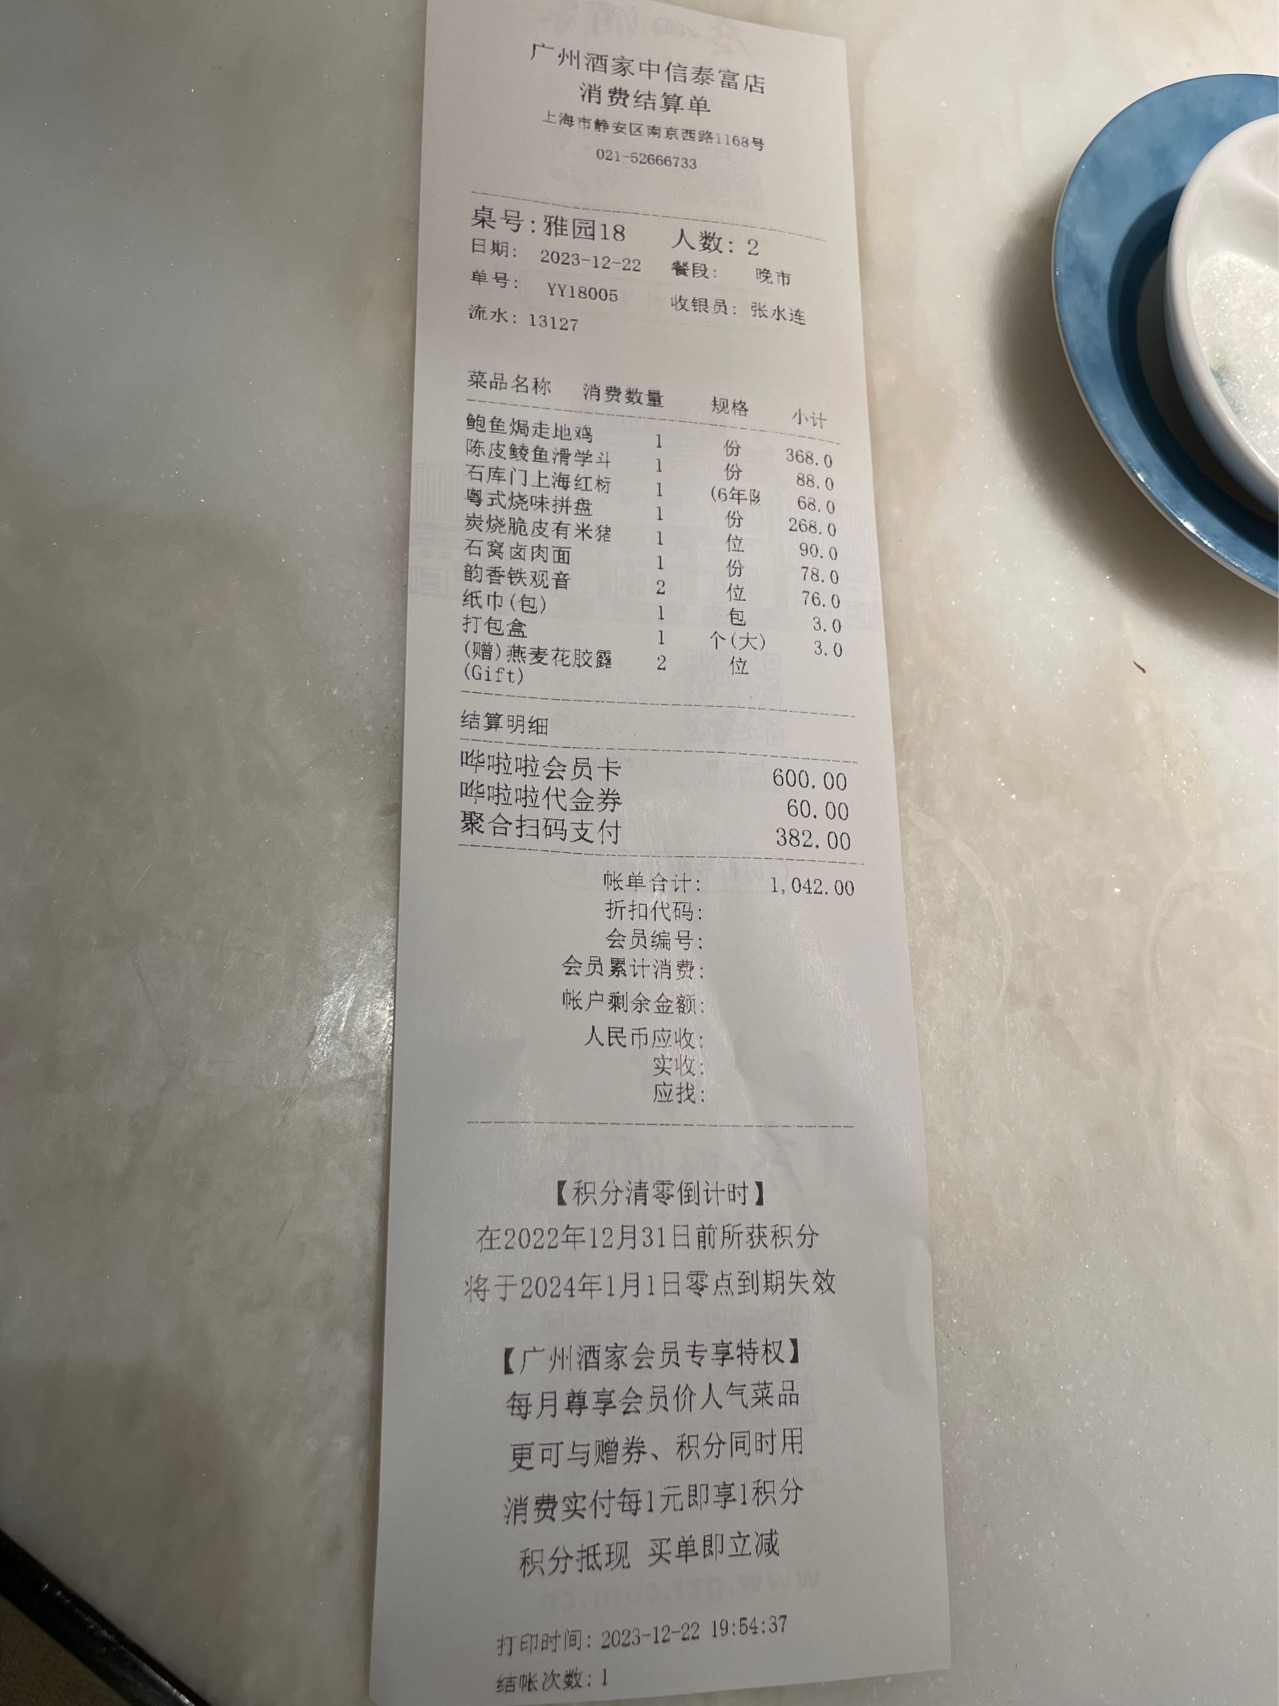 广州酒家中信泰富店
消费结算单
上海市静安区南京西路1168号
021-52666733
桌号:雅园18 人数: 2
日期: 2023-12-22 餐段: 晚市
单号: YY18005 收银员: 张水连
流水: 13127
菜品名称 消费数量 规格 小计
鲍鱼焗走地鸡 1 份 368.0
陈皮鲮鱼滑学斗 1 份 88.0
石库门上海红标 1 (6年陈 68.0
粤式烧味拼盘 1 份 268.0
炭烧脆皮有米猪 1 位 90.0
石窝卤肉面 1 份 78.0
韵香铁观音 2 位 76.0
纸巾(包) 1 包 3.0
打包盒 1 个(大) 3.0
(赠)燕麦花胶露 2 位
(Gift)
结算明细
哗啦啦会员卡 600.00
哗啦啦代金券 60.00
聚合扫码支付 382.00
帐单合计: 1,042.00
折扣代码:
会员编号:
会员累计消费:
帐户剩余金额:
人民币应收:
实收:
应找:
【积分清零倒计时】
在2022年12月31日前所获积分
将于2024年1月1日零点到期失效
【广州酒家会员专享特权】
每月尊享会员价人气菜品
更可与赠券、积分同时用
消费实付每1元即享1积分
积分抵现 买单即立减
打印时间: 2023-12-22 19:54:37
结帐次数: 1